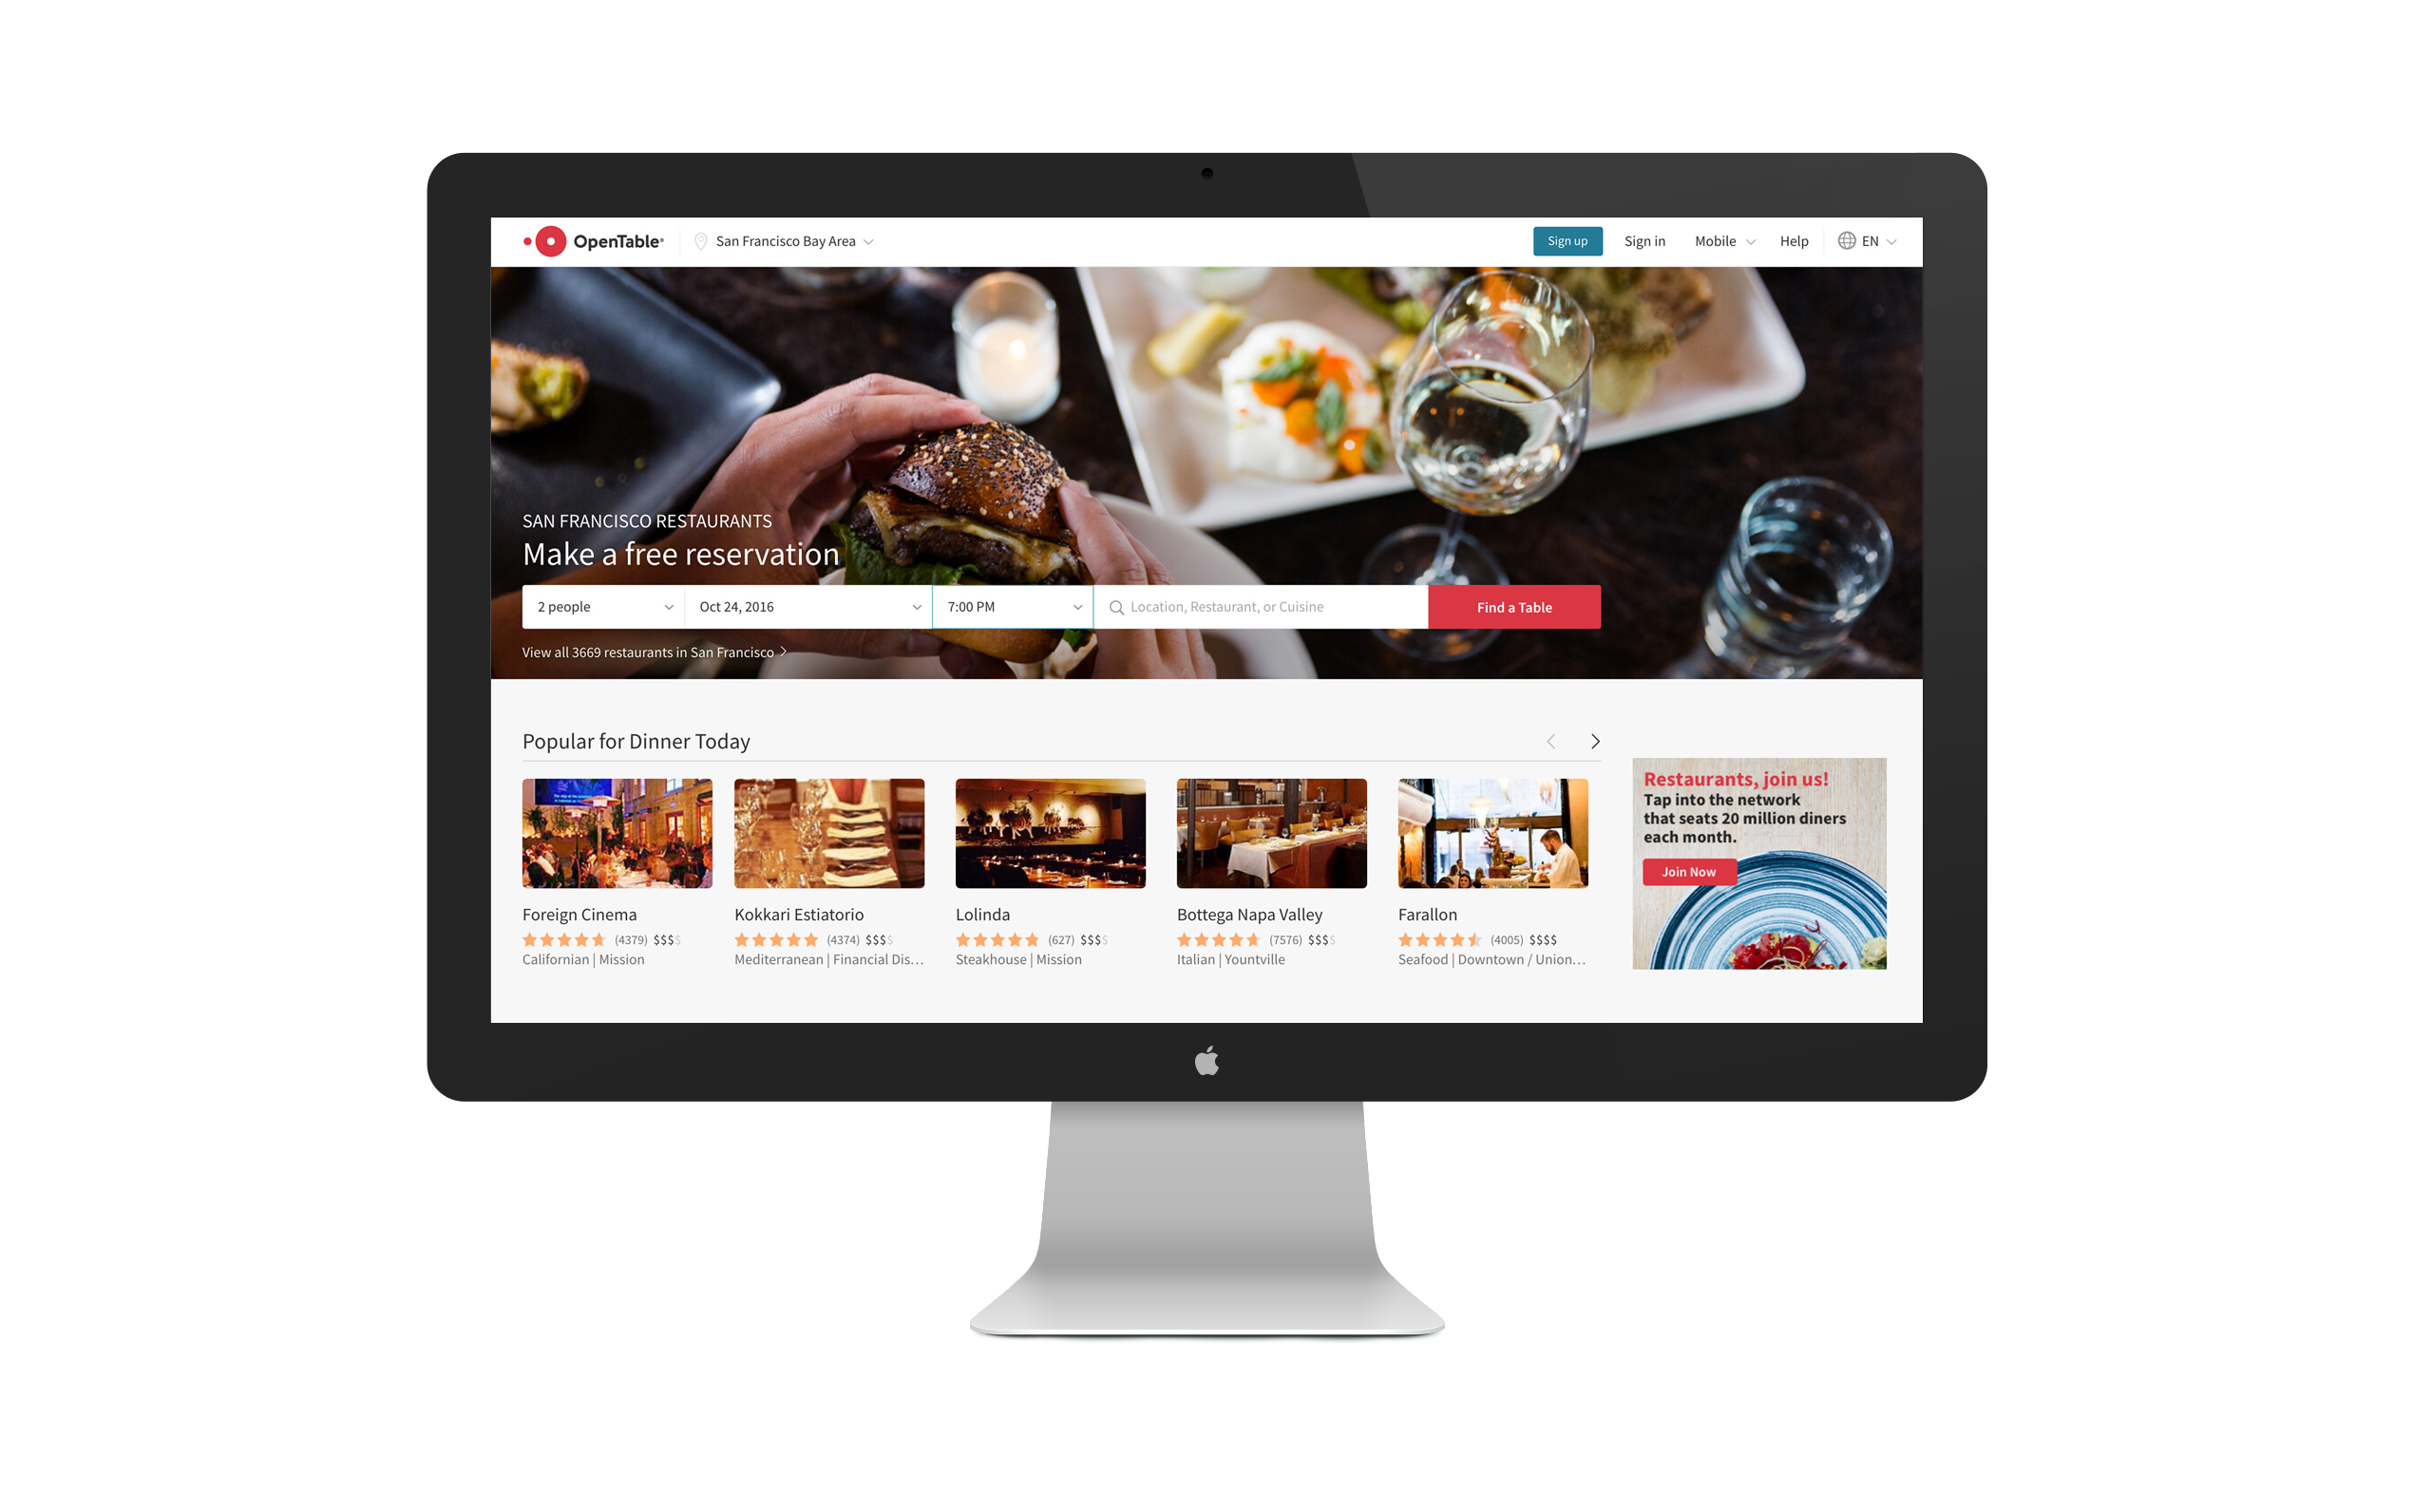 OpenTable®
San Francisco Bay Area
Sign up
Sign in
Mobile
Help
EN
SAN FRANCISCO RESTAURANTS
Make a free reservation
2 people
Oct 24, 2016
7:00 PM
Location, Restaurant, or Cuisine
Find a Table
View all 3669 restaurants in San Francisco
Popular for Dinner Today
Foreign Cinema
(4379) $$$$
Californian | Mission
Kokkari Estiatorio
(4374) $$$$
Mediterranean | Financial Dis...
Lolinda
(627) $$$$
Steakhouse | Mission
Bottega Napa Valley
(7576) $$$$
Italian | Yountville
Farallon
(4005) $$$$
Seafood | Downtown / Union...
Restaurants, join us!
Tap into the network
that seats 20 million diners
each month.
Join Now